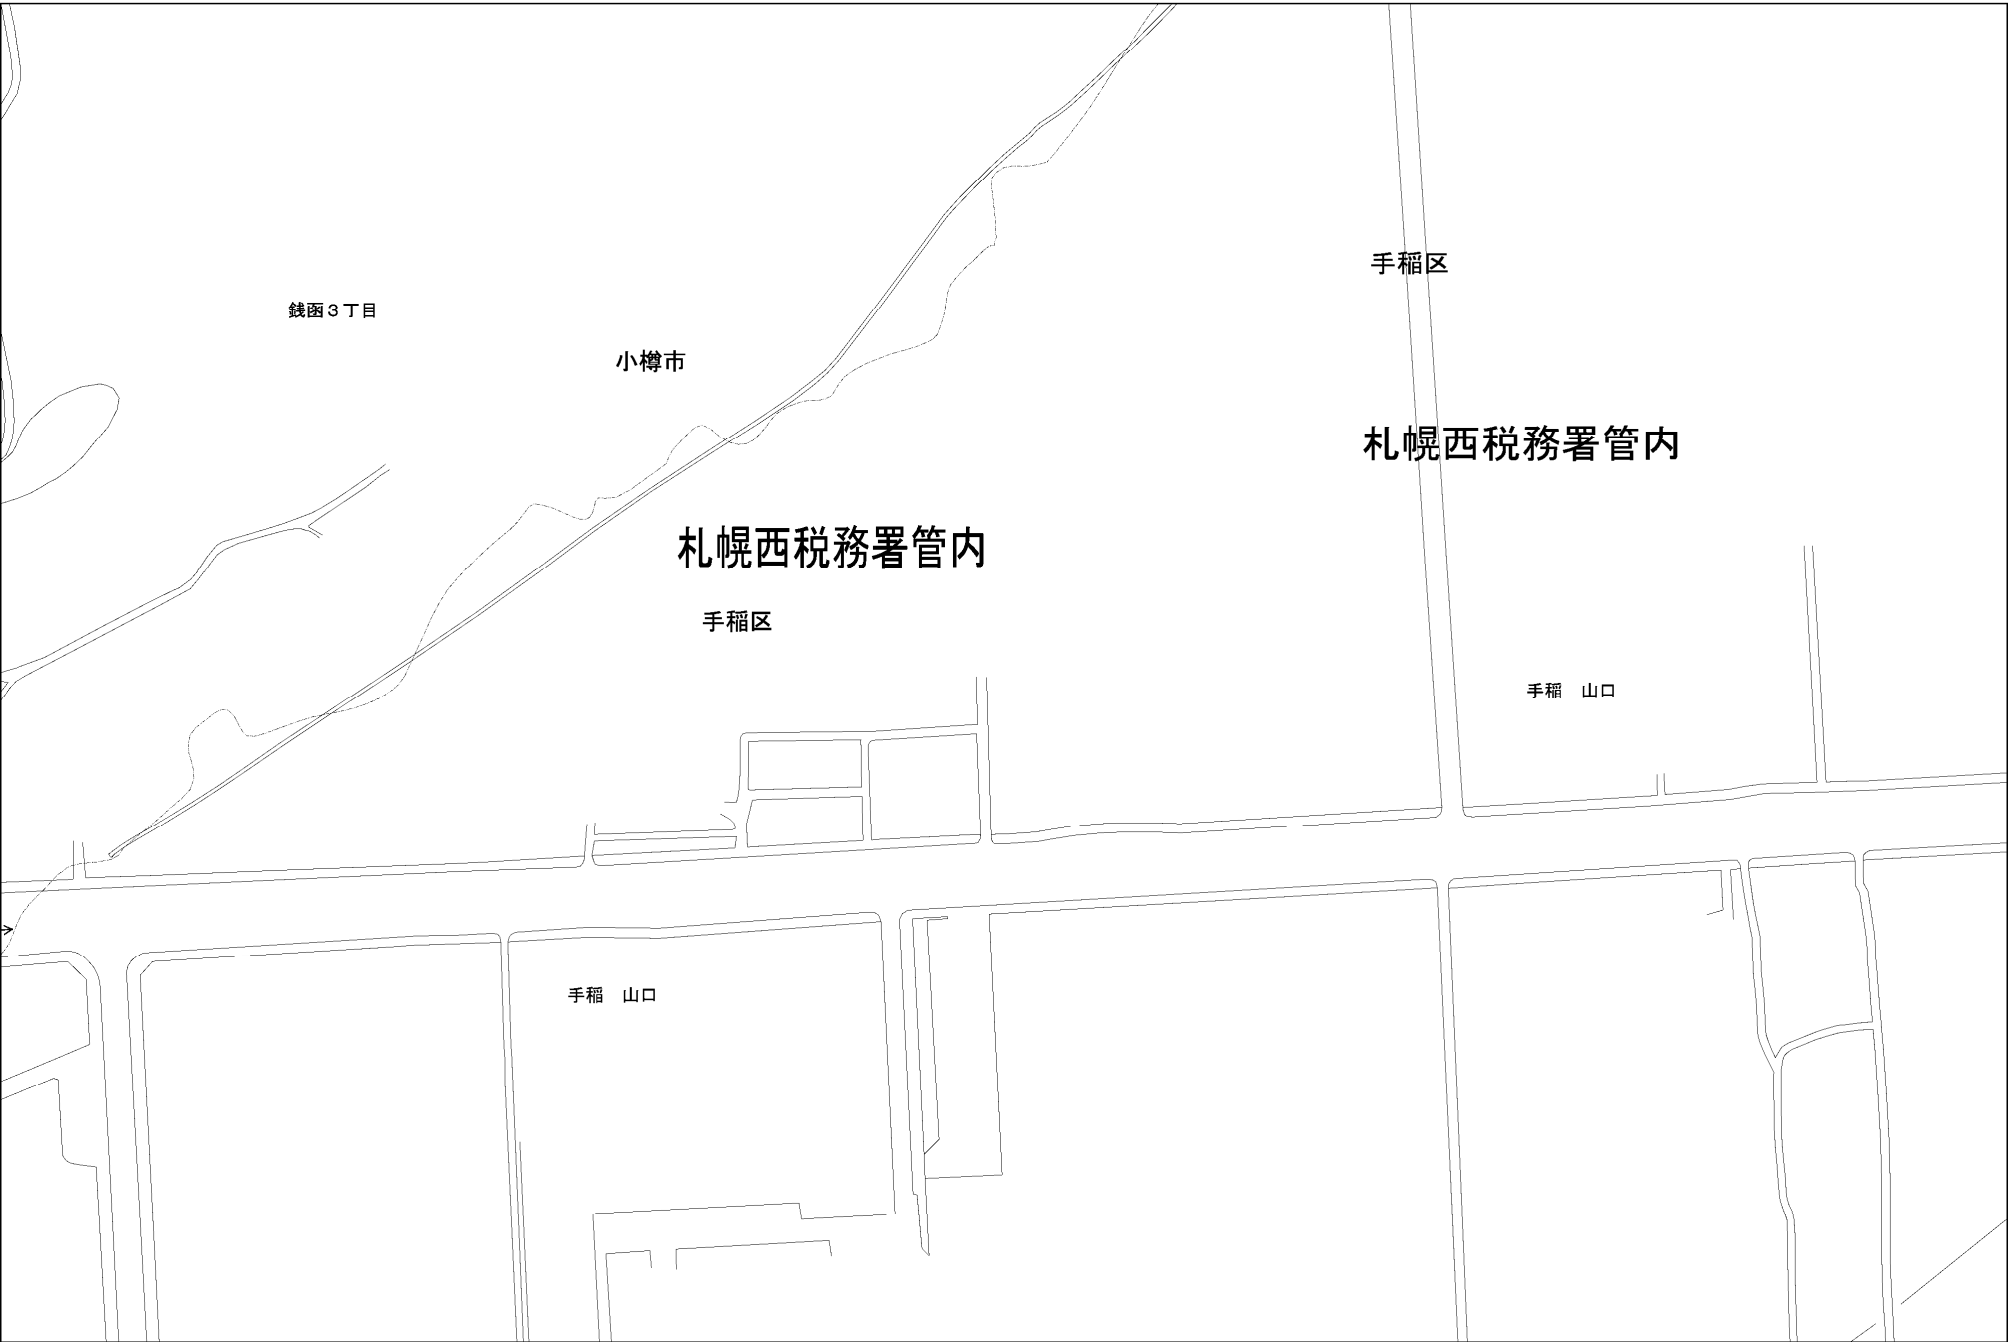 手稲区
銭函３丁目
小樽市
札幌西税務署管内
札幌西税務署管内
手稲区
手稲　山口
手稲　山口